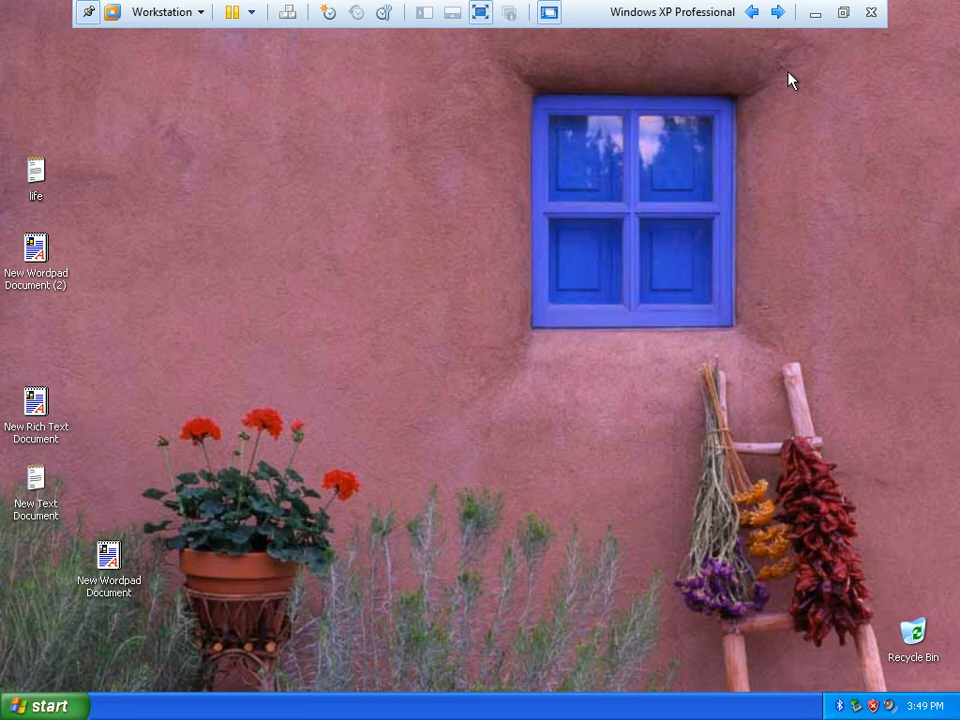 Workstation
Windows XP Professional
life
New Wordpad
Document (2)
New Rich Text
Document
New Text
Document
New Wordpad
Document
Recycle Bin
start
3:49 PM